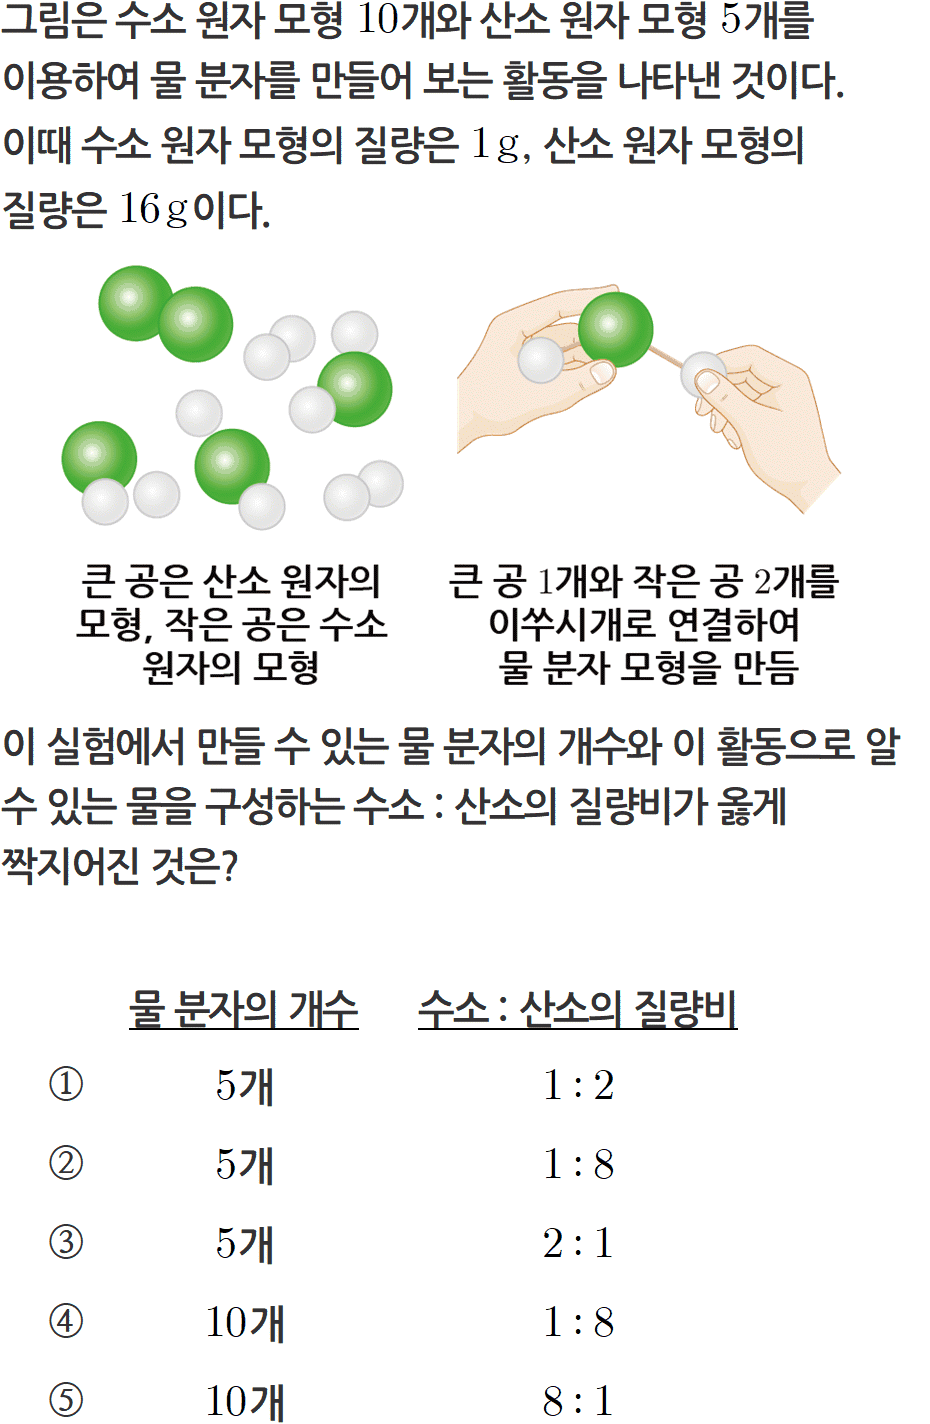 그림은 수소 원자 모형 10개와 산소 원자 모형 5개를
이용하여 물 분자를 만들어 보는 활동을 나타낸 것이다.
이때 수소 원자 모형의 질량은 1g, 산소 원자 모형의
질량은 16g이다.
큰 공은 산소 원자의
모형, 작은 공은 수소
원자의 모형
큰 공 1개와 작은 공 2개를
이쑤시개로 연결하여
물 분자 모형을 만듬
이 실험에서 만들 수 있는 물 분자의 개수와 이 활동으로 알
수 있는 물을 구성하는 수소 : 산소의 질량비가 옳게
짝지어진 것은?
물 분자의 개수 수소 : 산소의 질량비
① 5개 1 : 2
② 5개 1 : 8
③ 5개 2 : 1
④ 10개 1 : 8
⑤ 10개 8 : 1